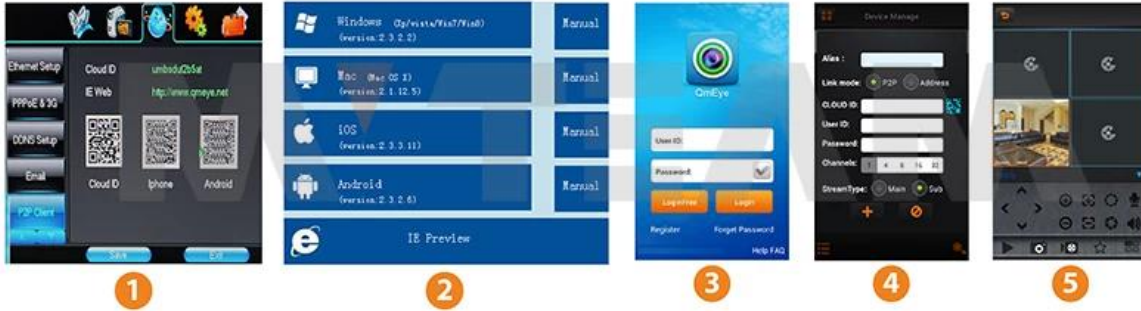 Ethernet Setup
PPPoE & 3G
DDNS Setup
Email
P2P Client
Cloud ID
umbsdut2b5at
IE Web
http://www.qmeye.net
Cloud ID
Iphone
Android
Save
Exit
1
Windows (Xp/vista/Win7/Win8)
(version:2.3.2.2)
Manual
Mac (Mac OS X)
(version:2.1.12.5)
Manual
iOS
(version:2.3.3.11)
Manual
Android
(version:2.3.2.6)
Manual
IE Preview
2
QmEye
User ID:
Password:
LoginFree
Login
Register
Forget Password
Help FAQ
3
Device Manage
Alias :
Link mode:
P2P
Address
CLOUD ID:
User ID:
Password:
Channels:
1 4 8 16 32
StreamType:
Main
Sub
4
5